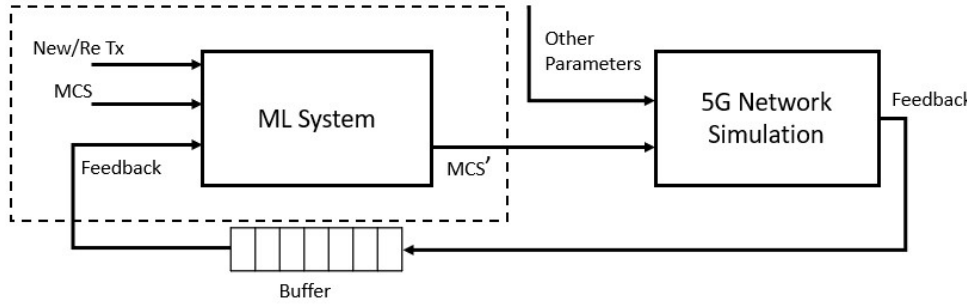 New/Re Tx
MCS
Feedback
ML System
MCS′
Other
Parameters
5G Network
Simulation
Feedback
Buffer